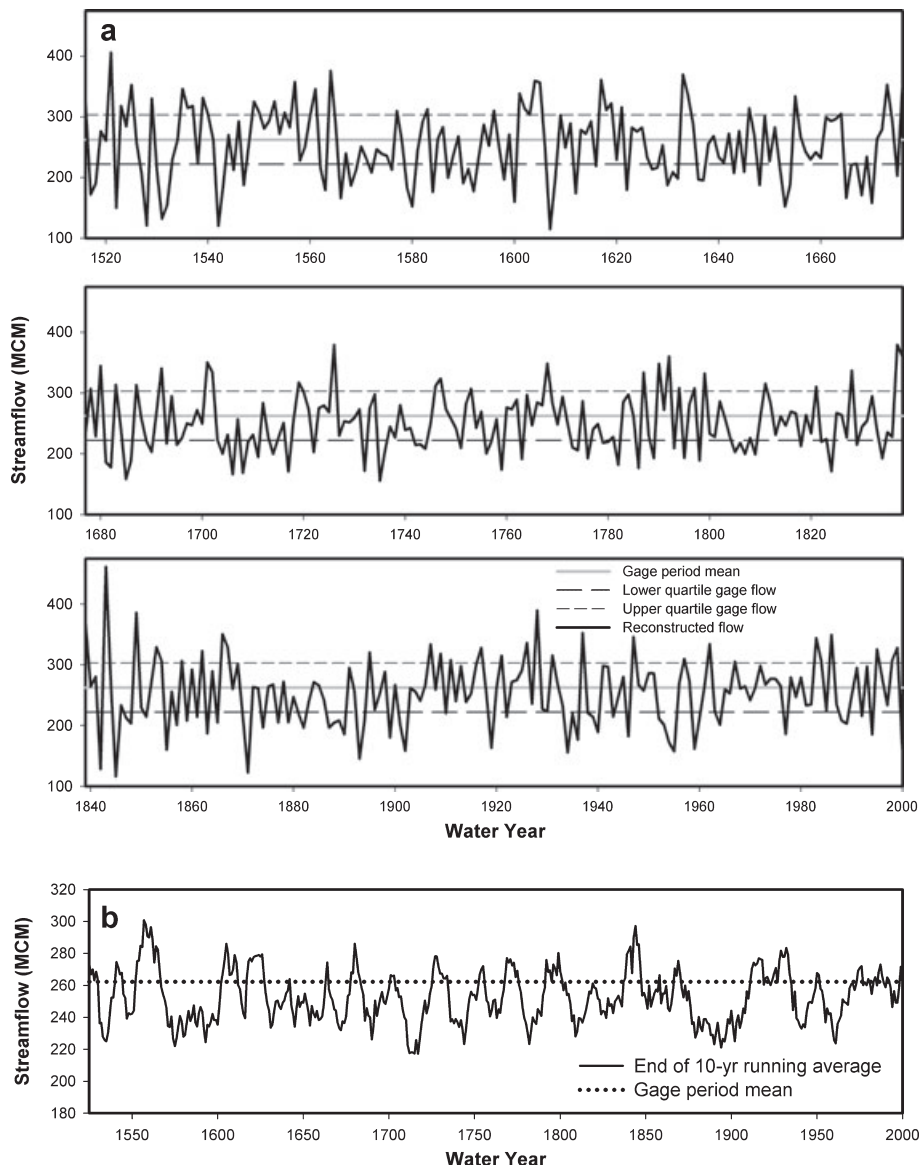 a
400
300
200
100
1520 1540 1560 1580 1600 1620 1640 1660
Streamflow (MCM)
400
300
200
100
1680 1700 1720 1740 1760 1780 1800 1820
Gage period mean
Lower quartile gage flow
Upper quartile gage flow
Reconstructed flow
400
300
200
100
1840 1860 1880 1900 1920 1940 1960 1980 2000
Water Year
b
Streamflow (MCM)
320
300
280
260
240
220
200
180
End of 10-yr running average
Gage period mean
1550 1600 1650 1700 1750 1800 1850 1900 1950 2000
Water Year